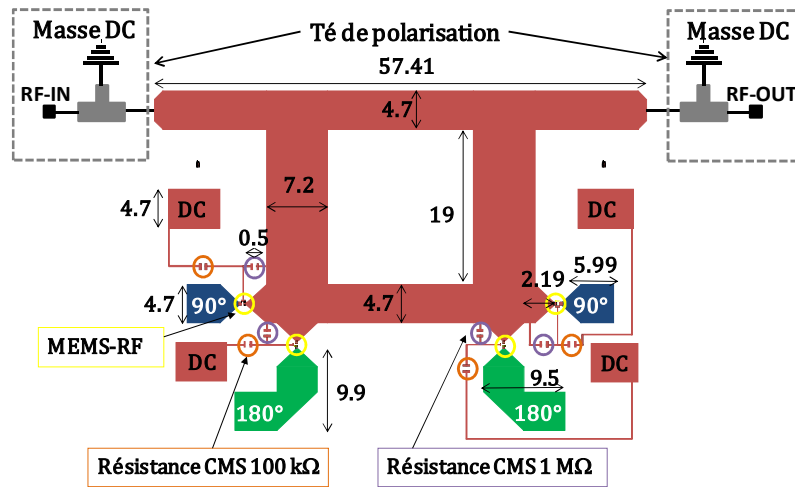 Masse DC
Té de polarisation
Masse DC
57.41
RF-IN
RF-OUT
4.7
7.2
4.7
DC
19
DC
0.5
5.99
2.19
4.7
90°
4.7
90°
MEMS-RF
DC
DC
9.9
9.5
180°
180°
Résistance CMS 100 kΩ
Résistance CMS 1 MΩ